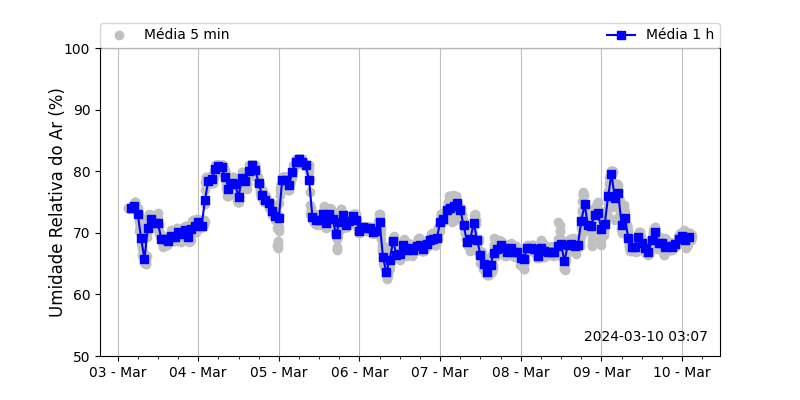 Média 5 min
Média 1 h
Umidade Relativa do Ar (%)
100
90
80
70
60
50
2024-03-10 03:07
03 - Mar
04 - Mar
05 - Mar
06 - Mar
07 - Mar
08 - Mar
09 - Mar
10 - Mar